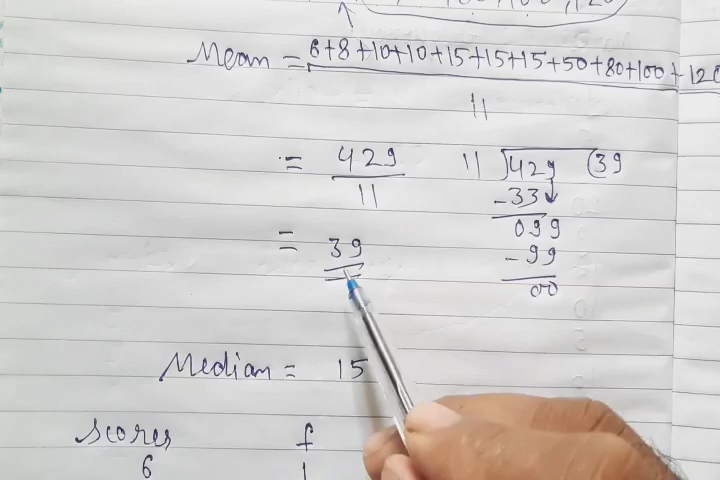 Mean = 6+8+10+10+15+15+15+50+80+100+120
11
= 429 11 ) 429 ( 39
11 -33
099
= 39 -99
00
Median = 15
Scores f
6 1